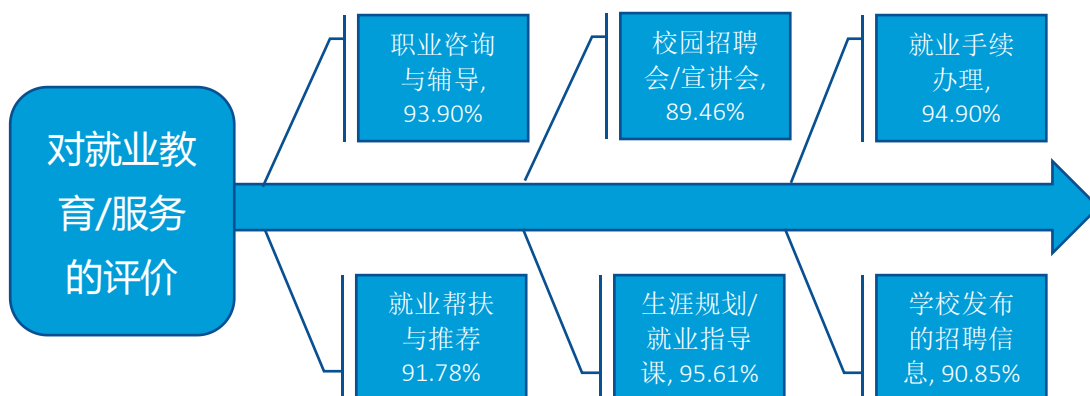 对就业教
育/服务
的评价
职业咨询
与辅导,
93.90%
校园招聘
会/宣讲会,
89.46%
就业手续
办理,
94.90%
就业帮扶
与推荐
91.78%
生涯规划/
就业指导
课, 95.61%
学校发布
的招聘信
息, 90.85%